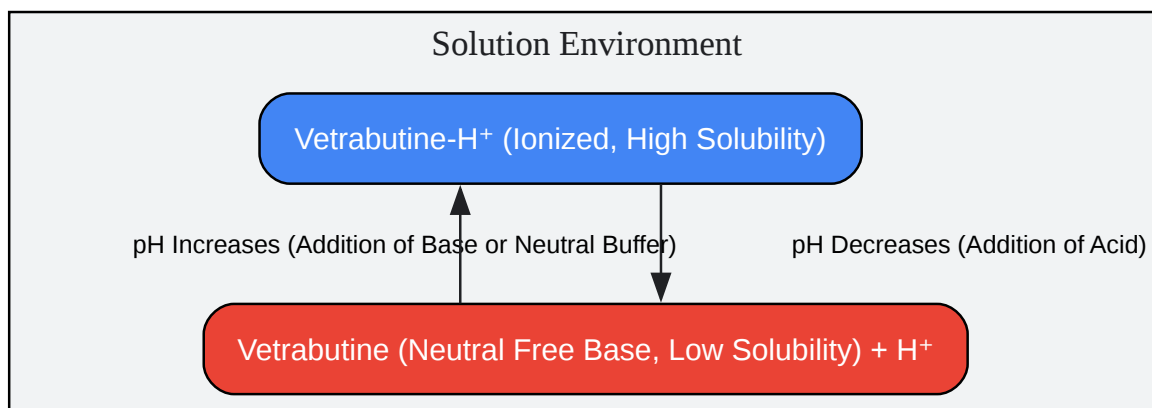 Solution Environment
Vetrabutine-H⁺ (Ionized, High Solubility)
pH Increases (Addition of Base or Neutral Buffer)
pH Decreases (Addition of Acid)
Vetrabutine (Neutral Free Base, Low Solubility) + H⁺